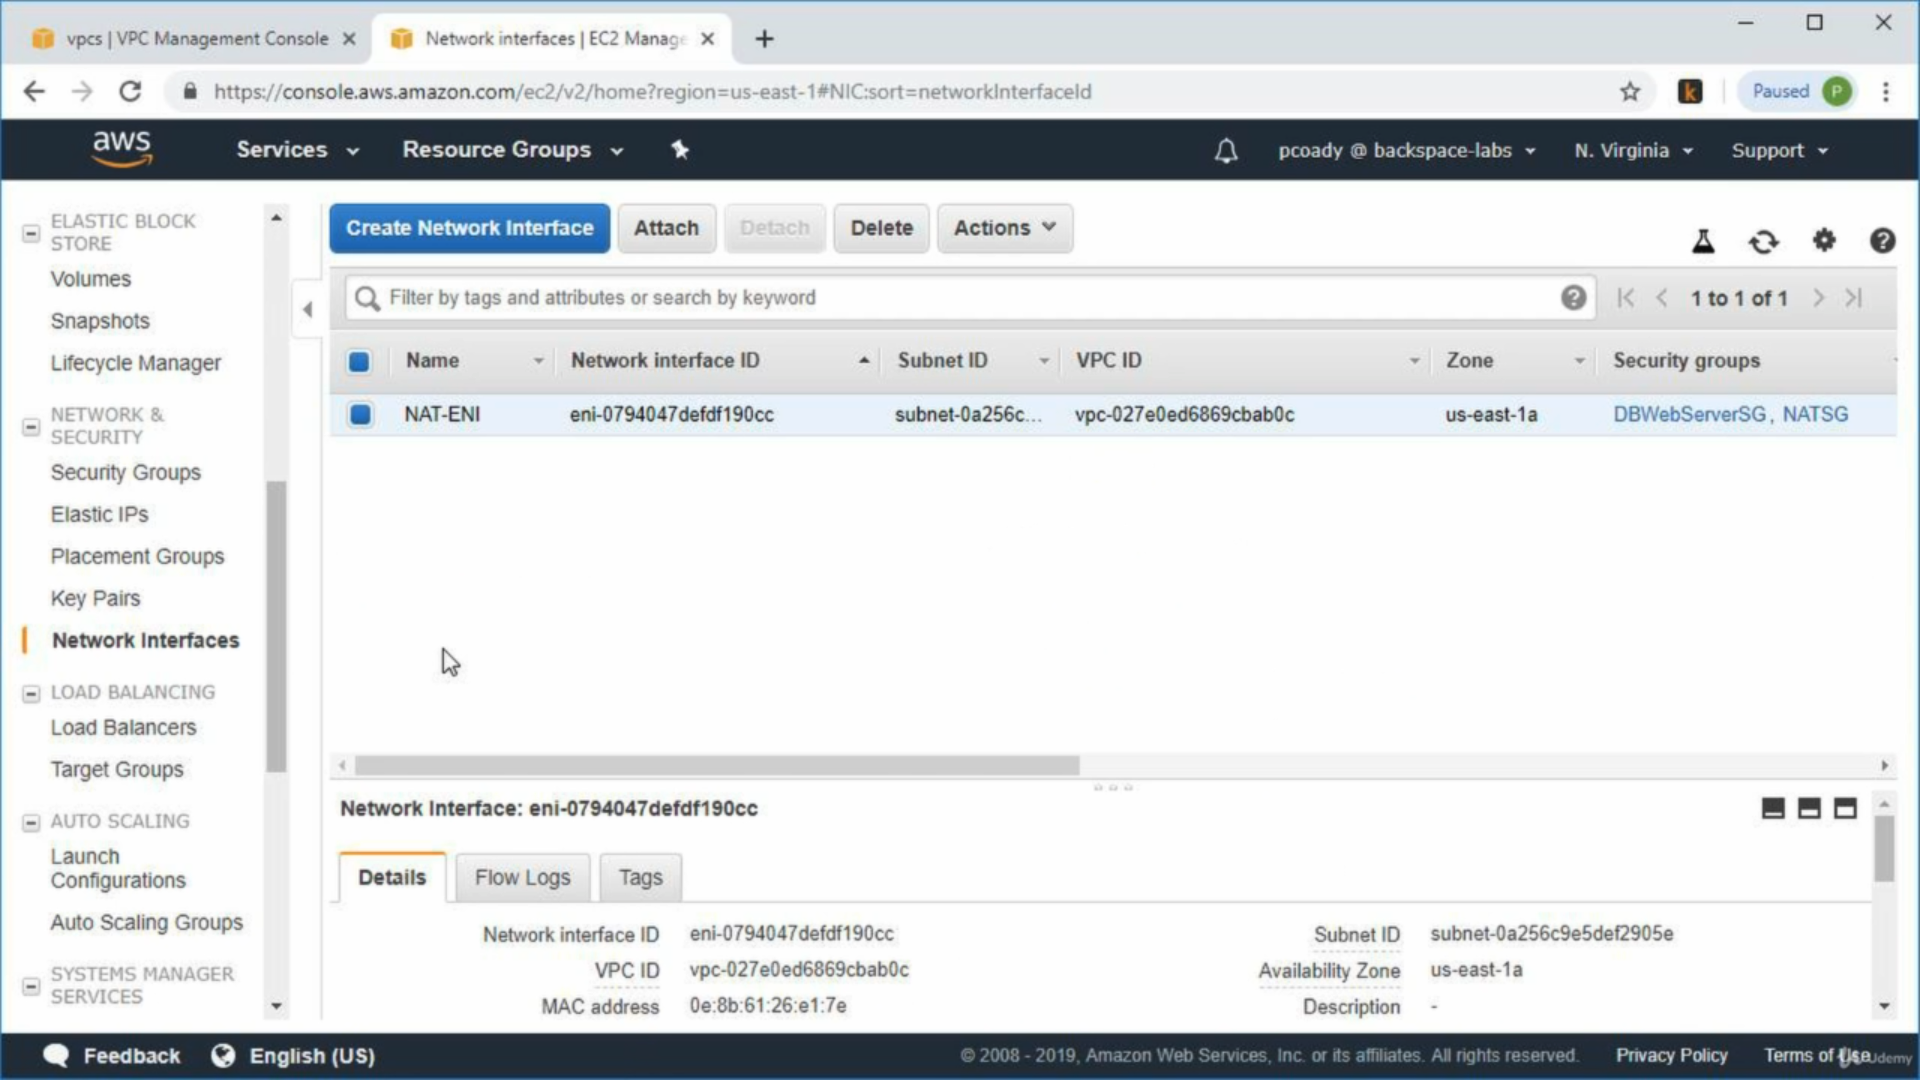 vpcs | VPC Management Console
Network interfaces | EC2 Manage
https://console.aws.amazon.com/ec2/v2/home?region=us-east-1#NIC:sort=networkInterfaceId
Paused P
aws Services Resource Groups pcoady @ backspace-labs N. Virginia Support
ELASTIC BLOCK
STORE
Volumes
Snapshots
Lifecycle Manager
NETWORK &
SECURITY
Security Groups
Elastic IPs
Placement Groups
Key Pairs
Network Interfaces
LOAD BALANCING
Load Balancers
Target Groups
AUTO SCALING
Launch
Configurations
Auto Scaling Groups
SYSTEMS MANAGER
SERVICES
Create Network Interface Attach Detach Delete Actions
Filter by tags and attributes or search by keyword 1 to 1 of 1
Name Network interface ID Subnet ID VPC ID Zone Security groups
NAT-ENI eni-0794047defdf190cc subnet-0a256c... vpc-027e0ed6869cbab0c us-east-1a DBWebServerSG, NATSG
Network Interface: eni-0794047defdf190cc
Details Flow Logs Tags
Network interface ID eni-0794047defdf190cc Subnet ID subnet-0a256c9e5def2905e
VPC ID vpc-027e0ed6869cbab0c Availability Zone us-east-1a
MAC address 0e:8b:61:26:e1:7e Description -
Feedback English (US) © 2008 - 2019, Amazon Web Services, Inc. or its affiliates. All rights reserved. Privacy Policy Terms of Use
Udemy